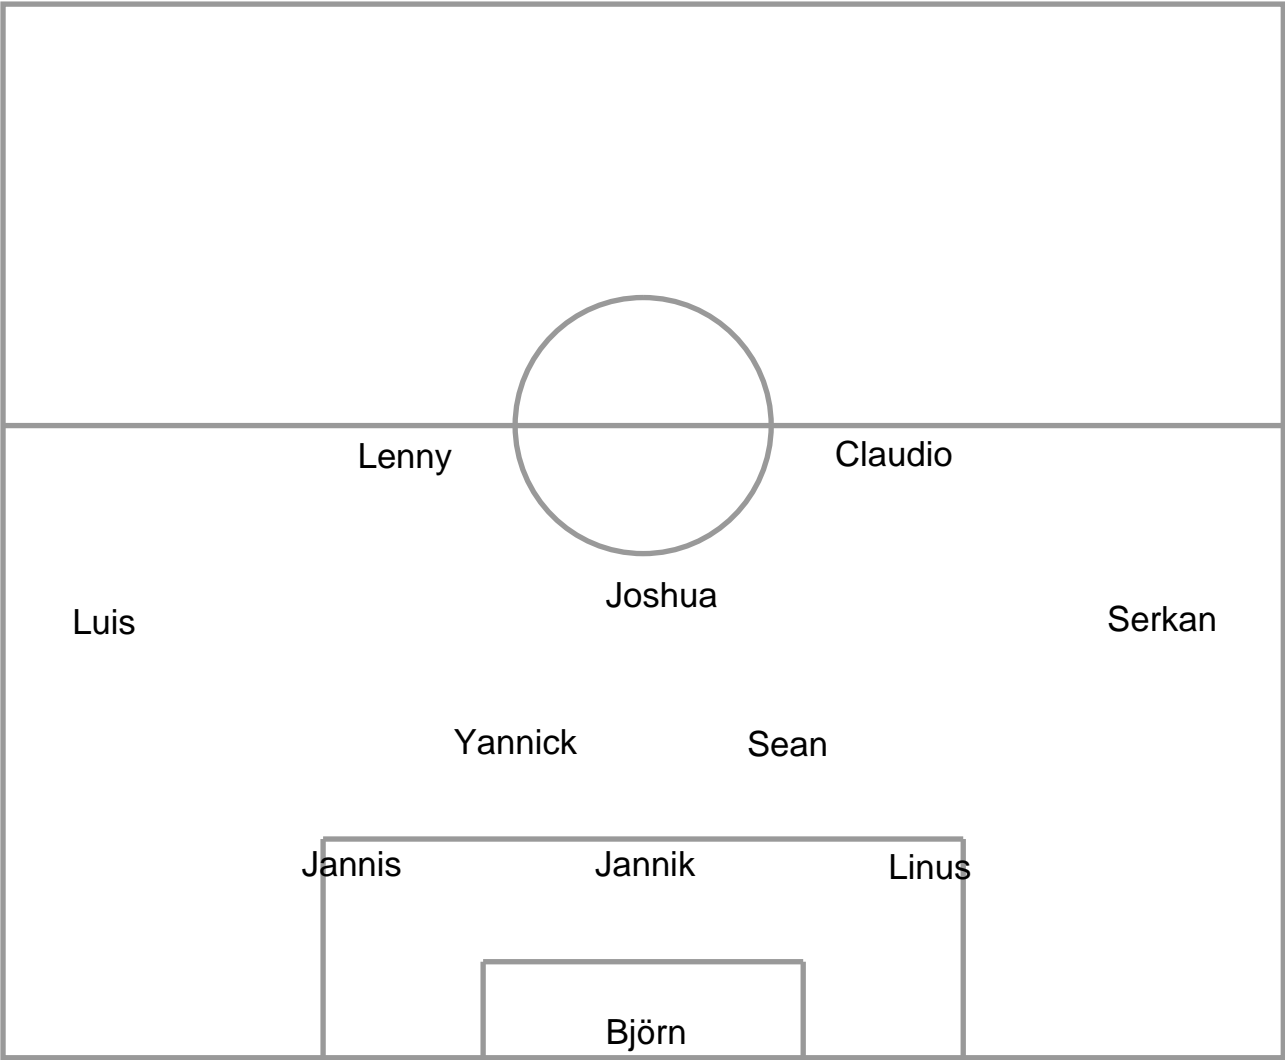 Lenny Claudio
Joshua
Luis Serkan
Yannick Sean
Jannis Jannik Linus
Björn